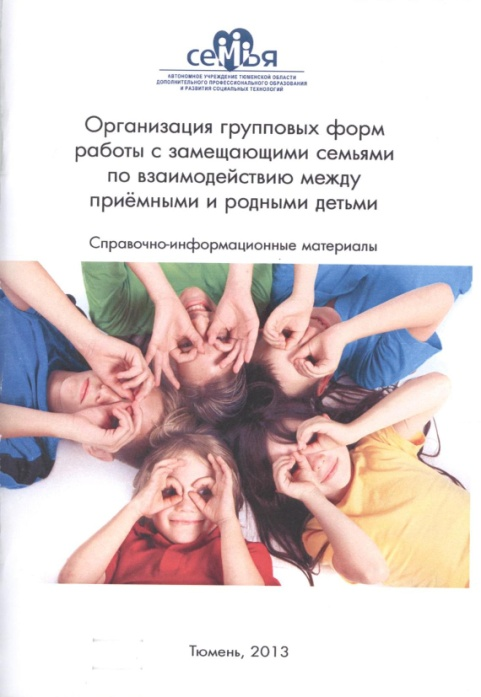 семья
АВТОНОМНОЕ УЧРЕЖДЕНИЕ ТЮМЕНСКОЙ ОБЛАСТИ
ДОПОЛНИТЕЛЬНОГО ПРОФЕССИОНАЛЬНОГО ОБРАЗОВАНИЯ
И РАЗВИТИЯ СОЦИАЛЬНЫХ ТЕХНОЛОГИЙ
Организация групповых форм
работы с замещающими семьями
по взаимодействию между
приёмными и родными детьми
Справочно-информационные материалы
Тюмень, 2013